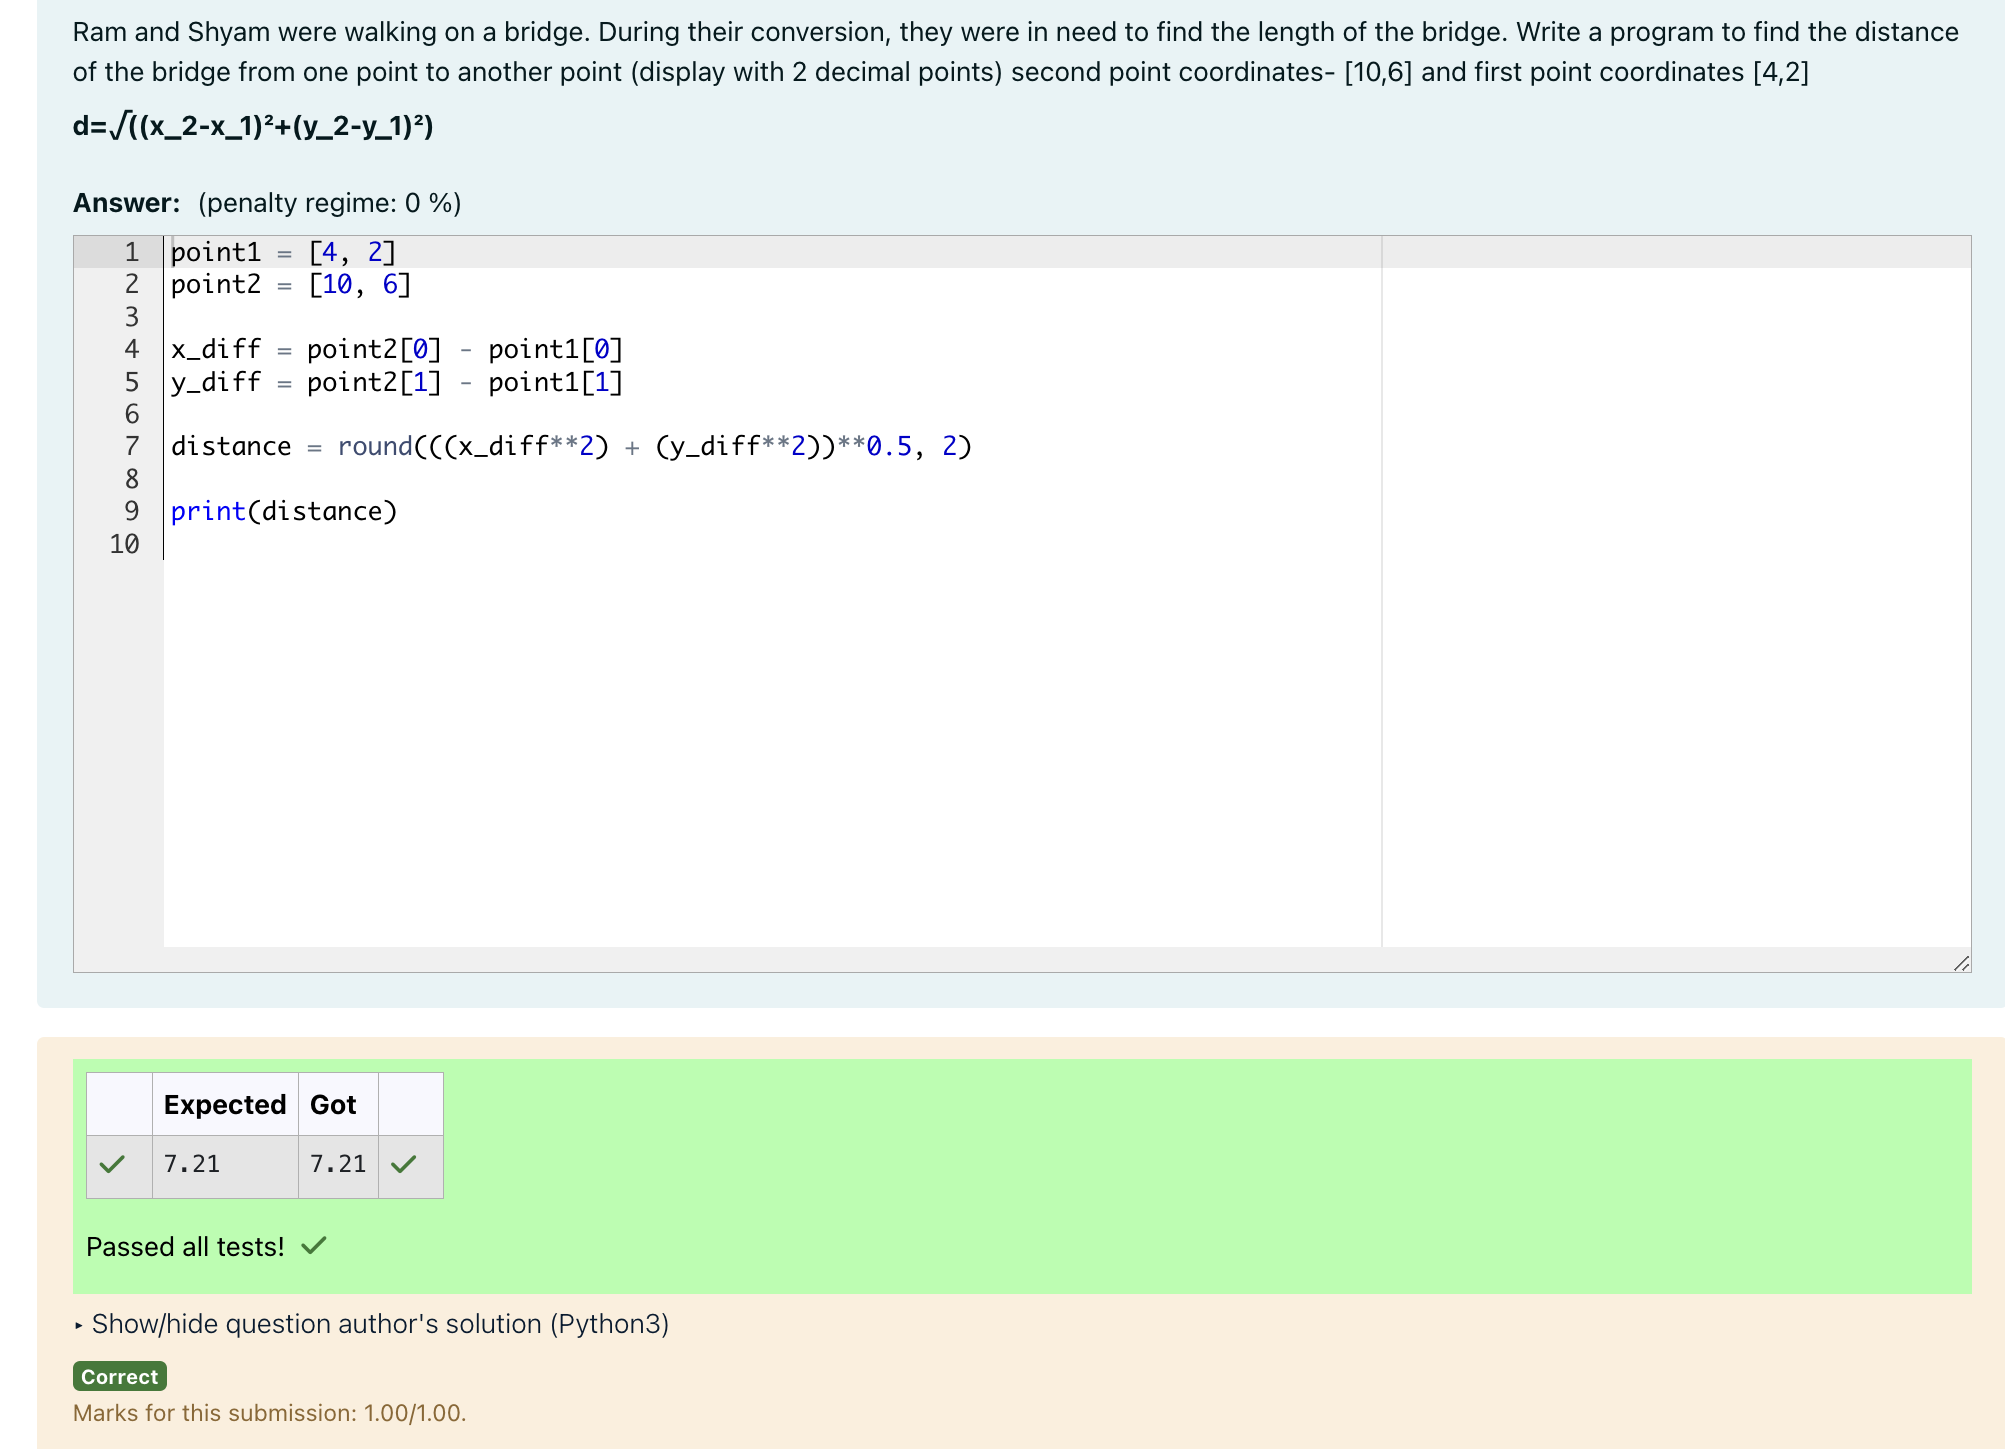 Ram and Shyam were walking on a bridge. During their conversion, they were in need to find the length of the bridge. Write a program to find the distance
of the bridge from one point to another point (display with 2 decimal points) second point coordinates- [10,6] and first point coordinates [4,2]
d=√((x_2-x_1)²+(y_2-y_1)²)
Answer: (penalty regime: 0 %)
1 point1 = [4, 2]
2 point2 = [10, 6]
3
4 x_diff = point2[0] - point1[0]
5 y_diff = point2[1] - point1[1]
6
7 distance = round(((x_diff**2) + (y_diff**2))**0.5, 2)
8
9 print(distance)
10
Expected Got
7.21 7.21
Passed all tests!
Show/hide question author's solution (Python3)
Correct
Marks for this submission: 1.00/1.00.